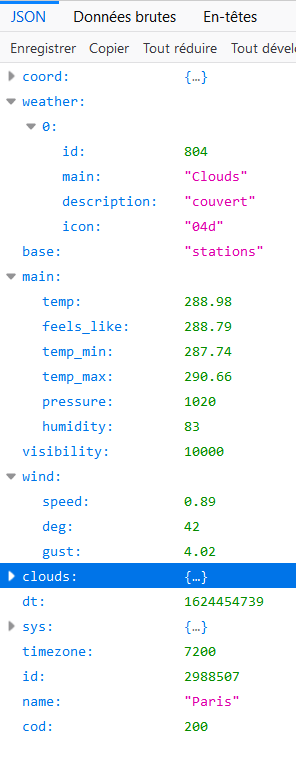 JSON Données brutes En-têtes
Enregistrer Copier Tout réduire Tout déve
coord: {…}
weather:
0:
id: 804
main: "Clouds"
description: "couvert"
icon: "04d"
base: "stations"
main:
temp: 288.98
feels_like: 288.79
temp_min: 287.74
temp_max: 290.66
pressure: 1020
humidity: 83
visibility: 10000
wind:
speed: 0.89
deg: 42
gust: 4.02
clouds: {…}
dt: 1624454739
sys: {…}
timezone: 7200
id: 2988507
name: "Paris"
cod: 200